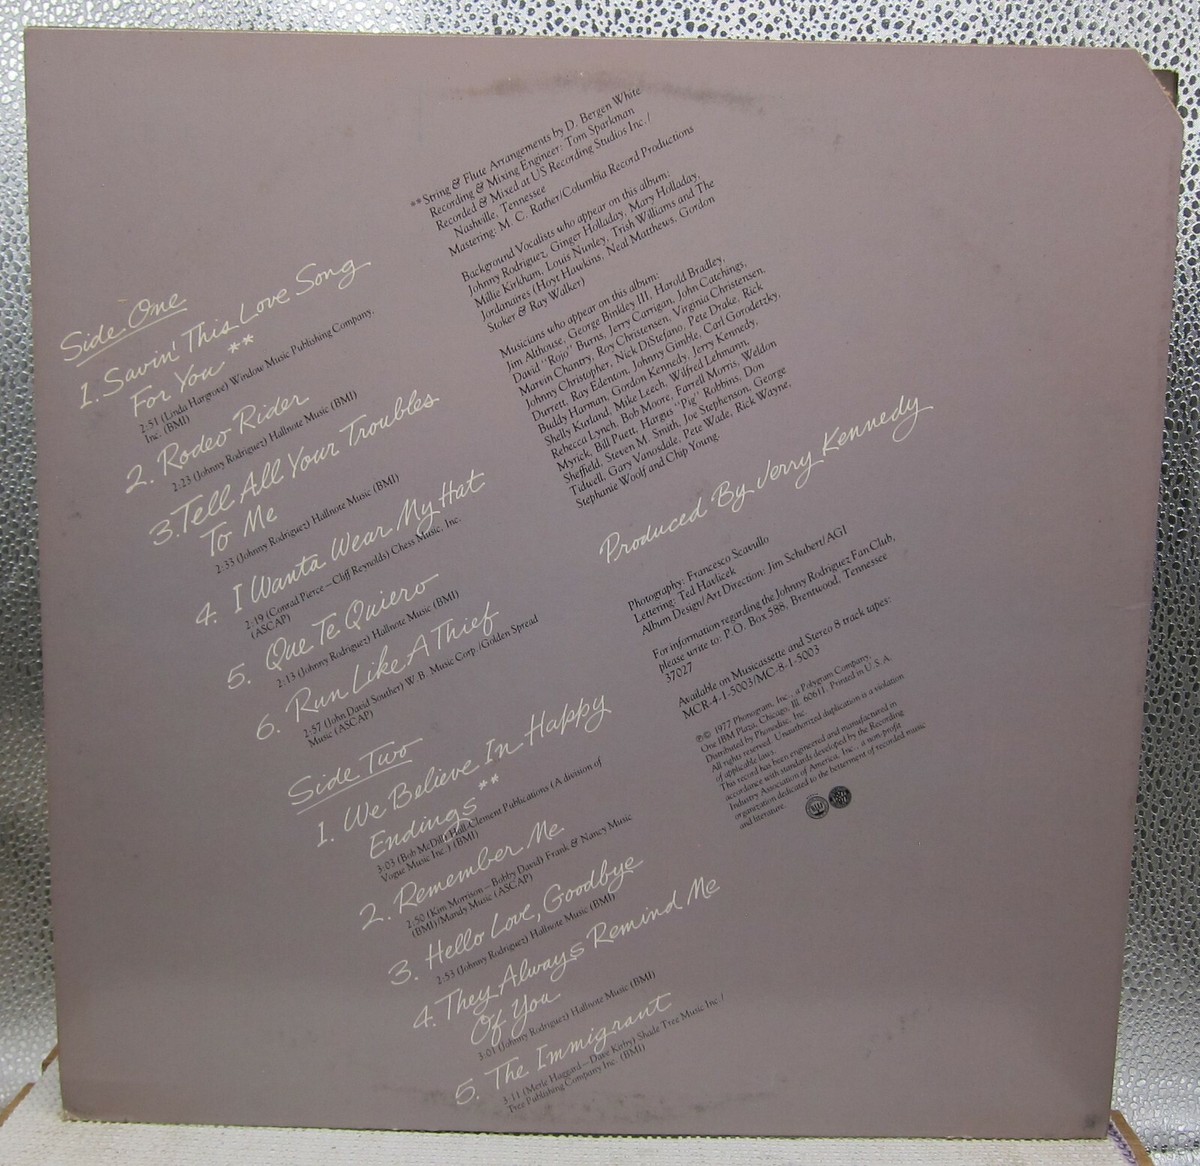 Side One
1. Savin' This Love Song
For You **
2:51 (Linda Hargrove) Window Music Publishing Company,
Inc. (BMI)
2. Rodeo Rider
2:23 (Johnny Rodriguez) Hallnote Music (BMI)
3. Tell All Your Troubles
To Me
2:33 (Johnny Rodriguez) Hallnote Music (BMI)
4. I Wanta Wear My Hat
2:19 (Conrad Pierce – Cliff Reynolds) Chess Music, Inc.
(ASCAP)
5. Que Te Quiero
2:13 (Johnny Rodriguez) Hallnote Music (BMI)
6. Run Like A Thief
2:57 (John David Souther) W. B. Music Corp./Golden Spread
Music (ASCAP)
Side Two
1. We Believe In Happy
Endings **
3:03 (Bob McDill) Hall-Clement Publications (A division of
Vogue Music Inc.) (BMI)
2. Remember Me
2:50 (Kim Morrison – Bobby David) Frank & Nancy Music
(BMI)/Mandy Music (ASCAP)
3. Hello Love, Goodbye
2:53 (Johnny Rodriguez) Hallnote Music (BMI)
4. They Always Remind Me
Of You
3:01 (Johnny Rodriguez) Hallnote Music (BMI)
5. The Immigrant
3:11 (Merle Haggard – Dave Kirby) Shade Tree Music Inc./
Tree Publishing Company Inc. (BMI)
**String & Flute Arrangements by D. Bergen White
Recording & Mixing Engineer: Tom Sparkman
Recorded & Mixed at US Recording Studios Inc./
Nashville, Tennessee
Mastering: M. C. Rather/Columbia Record Productions
Background Vocalists who appear on this album:
Johnny Rodriguez, Ginger Holladay, Mary Holladay,
Millie Kirkham, Louis Nunley, Trish Williams and The
Jordanaires (Hoyt Hawkins, Neal Matthews, Gordon
Stoker & Ray Walker)
Musicians who appear on this album:
Jim Althouse, George Binkley III, Harold Bradley,
David "Rojo" Burns, Jerry Carrigan, John Catchings,
Marvin Chantry, Roy Christensen, Virginia Christensen,
Johnny Christopher, Nick DiStefano, Pete Drake, Rick
Durrett, Ray Edenton, Johnny Gimble, Carl Gorodetzky,
Buddy Harman, Gordon Kennedy, Jerry Kennedy,
Shelly Kurland, Mike Leech, Wilfred Lehmann,
Rebecca Lynch, Bob Moore, Farrell Morris, Weldon
Myrick, Bill Puett, Hargus "Pig" Robbins, Don
Sheffield, Steven M. Smith, Joe Stephenson, George
Tidwell, Gary Vanosdale, Pete Wade, Rick Wayne,
Stephanie Woolf and Chip Young.
Produced By Jerry Kennedy
Photography: Francesco Scavullo
Lettering: Ted Harlicek
Album Design/Art Direction: Jim Schubert/AGI
For information regarding the Johnny Rodriguez Fan Club,
please write to: P.O. Box 588, Brentwood, Tennessee
37027
Available on Musicassette and Stereo 8 track tapes:
MCR-4-1-5003/MC-8-1-5003
℗© 1977 Phonogram, Inc., a Polygram Company,
One IBM Plaza, Chicago, Ill. 60611. Printed in U.S.A.
Distributed by Phonodisc, Inc.
All rights reserved. Unauthorized duplication is a violation
of applicable laws.
This record has been engineered and manufactured in
accordance with standards developed by the Recording
Industry Association of America, Inc., a non-profit
organization dedicated to the betterment of recorded music
and literature.